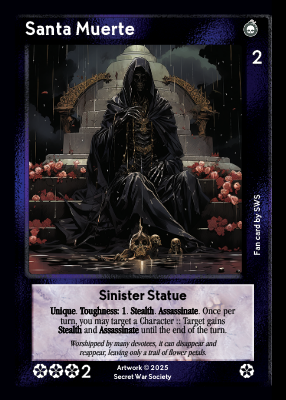 Santa Muerte
2
Fan card by SWS
Sinister Statue
Unique. Toughness: 1. Stealth. Assassinate. Once per
turn, you may target a Character :: Target gains
Stealth and Assassinate until the end of the turn.
Worshipped by many devotees, it can disappear and
reappear, leaving only a trail of flower petals.
2
Artwork © 2025
Secret War Society